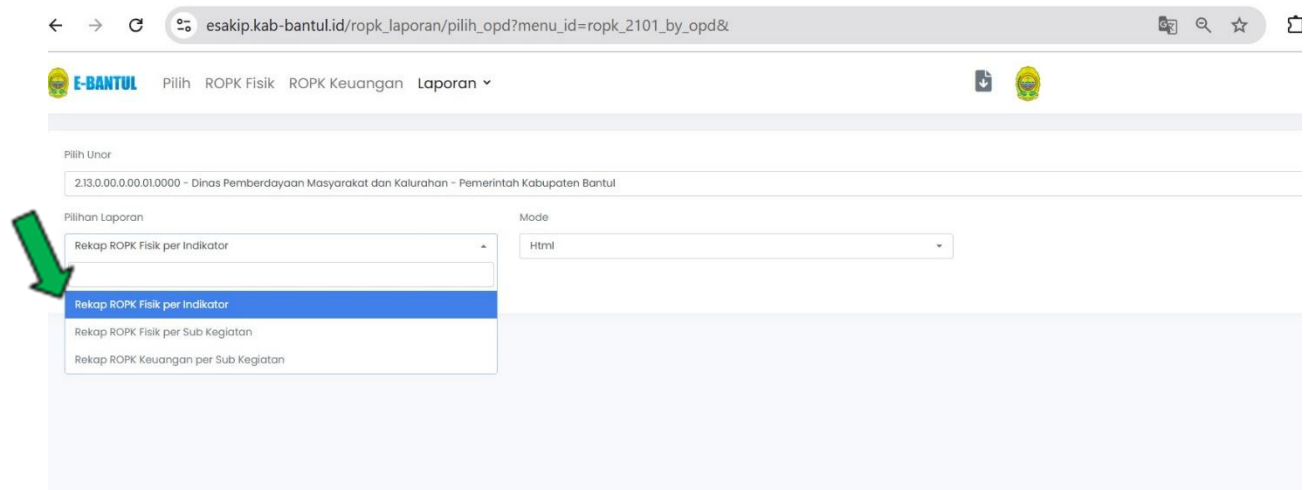 esakip.kab-bantul.id/ropk_laporan/pilih_opd?menu_id=ropk_2101_by_opd&
E-BANTUL Pilih ROPK Fisik ROPK Keuangan Laporan
Pilih Unor
2.13.0.00.0.00.01.0000 - Dinas Pemberdayaan Masyarakat dan Kalurahan - Pemerintah Kabupaten Bantul
Pilihan Laporan Mode
Rekap ROPK Fisik per Indikator Html
Rekap ROPK Fisik per Indikator
Rekap ROPK Fisik per Sub Kegiatan
Rekap ROPK Keuangan per Sub Kegiatan